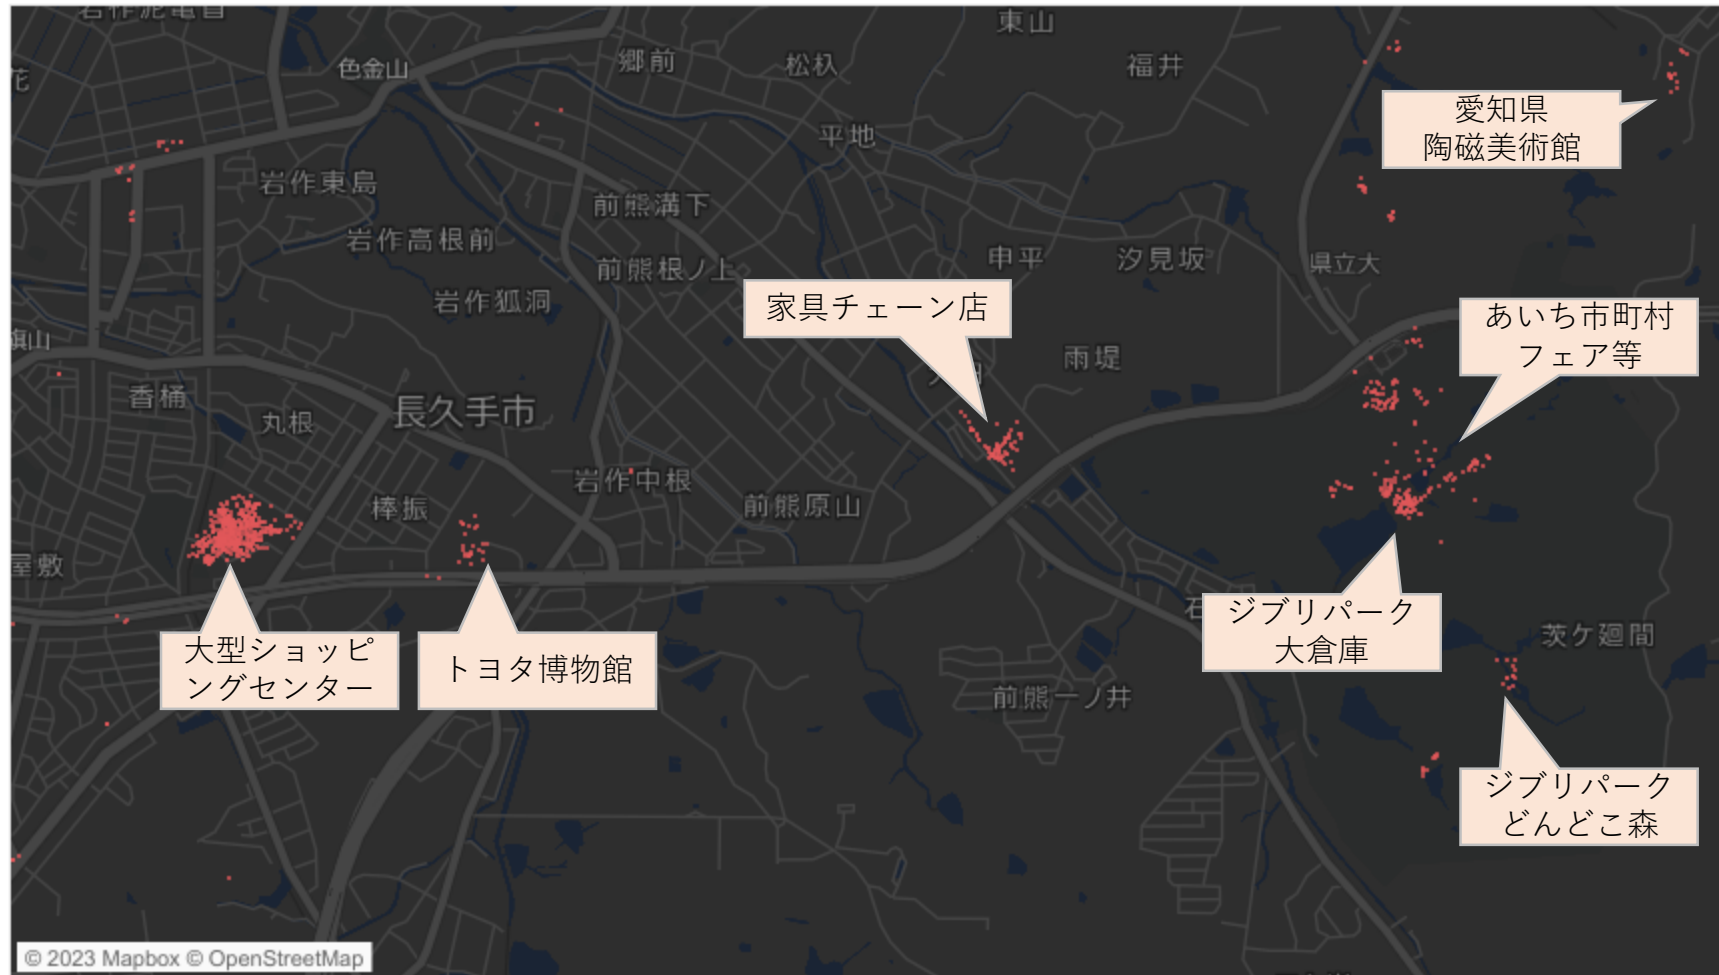 東山
色金山
郷前
松杁
福井
花
愛知県
陶磁美術館
平地
岩作東島
前熊溝下
岩作高根前
前熊根ノ上
申平
汐見坂
県立大
岩作狐洞
家具チェーン店
あいち市町村
フェア等
旗山
雨堤
香桶
丸根
長久手市
岩作中根
棒振
前熊原山
屋敷
大型ショッピ
ングセンター
トヨタ博物館
石
ジブリパーク
大倉庫
茨ケ廻間
前熊一ノ井
ジブリパーク
どんどこ森
© 2023 Mapbox © OpenStreetMap